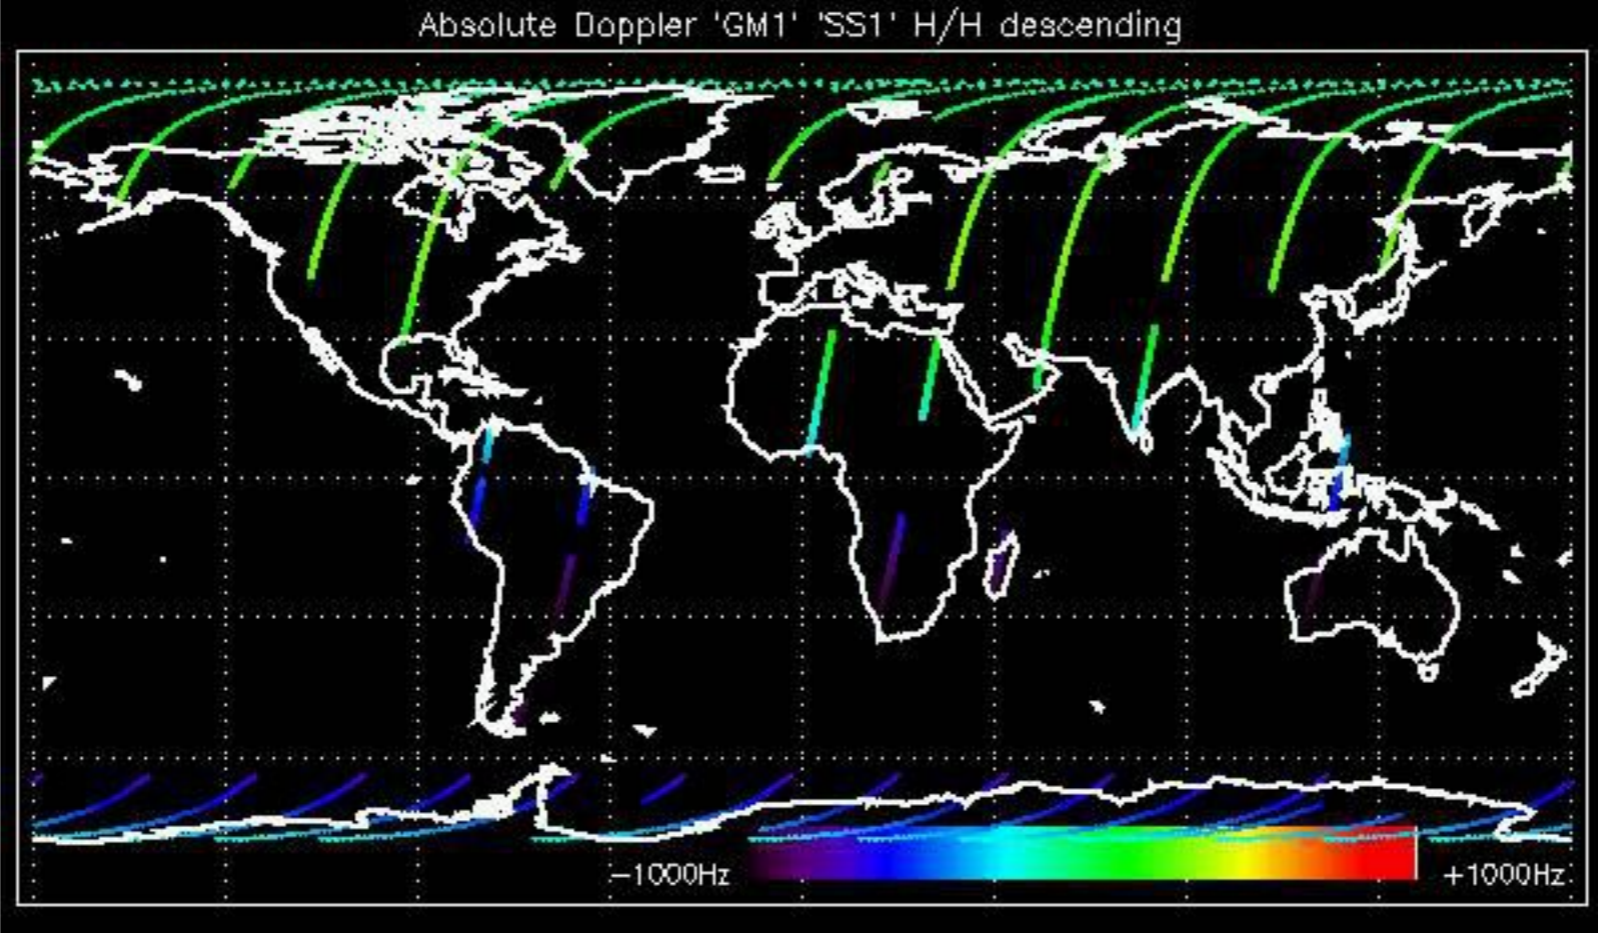 Absolute Doppler 'GM1' 'SS1' H/H descending
−1000Hz
+1000Hz